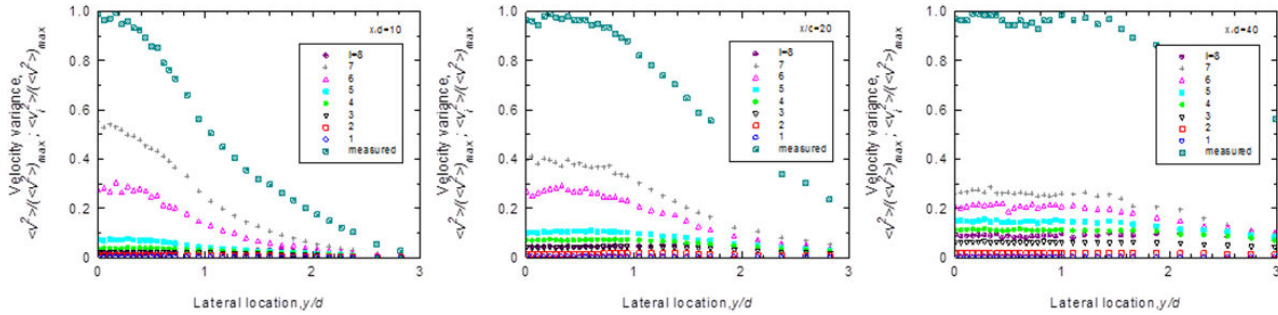 Velocity variance,
<v²>/(<v²>)max ; <vᵢ²>/(<v²>)max
1.0
0.8
0.6
0.4
0.2
0
0
1
2
3
x/d=10
i=8
7
6
5
4
3
2
1
measured
Lateral location,y/d
Velocity variance,
<v²>/(<v²>)max ; <vᵢ²>/(<v²>)max
1.0
0.8
0.6
0.4
0.2
0
0
1
2
3
x/d=20
i=8
7
6
5
4
3
2
1
measured
Lateral location,y/d
Velocity variance,
<v²>/(<v²>)max ; <vᵢ²>/(<v²>)max
1.0
0.8
0.6
0.4
0.2
0
0
1
2
3
x/d=40
i=8
7
6
5
4
3
2
1
measured
Lateral location,y/d